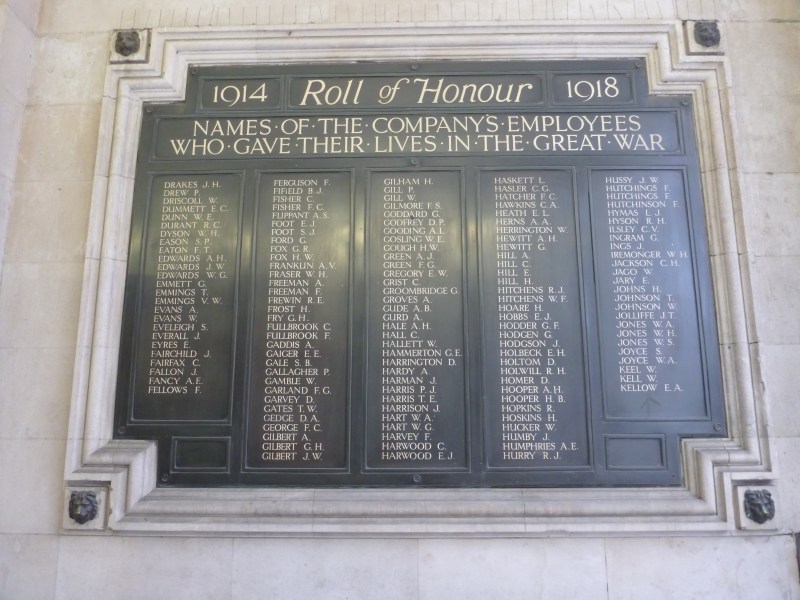 1914 Roll of Honour 1918
NAMES·OF·THE·COMPANY'S·EMPLOYEES
WHO·GAVE·THEIR·LIVES·IN·THE·GREAT·WAR
DRAKES J. H.
DREW P.
DRISCOLL W.
DUMMETT E. C.
DUNN W. E.
DURANT R. C.
DYSON W. H.
EASON S. P.
EATON F. T.
EDWARDS A. H.
EDWARDS J. W.
EDWARDS W. G.
EMMETT G.
EMMINGS T.
EMMINGS V. W.
EVANS A.
EVANS W.
EVELEIGH S.
EVERALL J.
EYRES E.
FAIRCHILD J.
FAIRFAX C.
FALLON J.
FANCY A. E.
FELLOWS F.
FERGUSON F.
FIFIELD B. J.
FISHER C.
FISHER F. C.
FLIPPANT A. S.
FOOT E. J.
FOOT S. J.
FORD G.
FOX G. R.
FOX H. W.
FRANKLIN A. V.
FRASER W. H.
FREEMAN A.
FREEMAN F.
FREWIN R. E.
FROST H.
FRY G. H.
FULLBROOK C.
FULLBROOK F.
GADDIS A.
GAIGER E. E.
GALE S. B.
GALLAGHER P.
GAMBLE W.
GARLAND F. G.
GARVEY D.
GATES T. W.
GEDGE D. A.
GEORGE F. C.
GILBERT A.
GILBERT G. H.
GILBERT J. W.
GILHAM H.
GILL P.
GILL W.
GILMORE F. S.
GODDARD G.
GODFREY D. P.
GOODING A. L.
GOSLING W. E.
GOUGH H. W.
GREEN A. J.
GREEN F. G.
GREGORY E. W.
GRIST C.
GROOMBRIDGE G.
GROVES A.
GUDE A. B.
GURD A.
HALE A. H.
HALL C.
HALLETT W.
HAMMERTON G. E.
HARRINGTON D.
HARDY A.
HARMAN J.
HARRIS P. J.
HARRIS T. E.
HARRISON J.
HART W. A.
HART W. G.
HARVEY F.
HARWOOD C.
HARWOOD E. J.
HASKETT L.
HASLER C. G.
HATCHER F. C.
HAWKINS C. A.
HEATH E. L.
HERNS A. A.
HERRINGTON W.
HEWITT A. H.
HEWITT G.
HILL A.
HILL C.
HILL E.
HILL H.
HITCHENS R. J.
HITCHENS W. F.
HOARE H.
HOBBS E. J.
HODDER G. F.
HODGEN G.
HODGSON J.
HOLBECK E. H.
HOLTOM D.
HOLWILL R. H.
HOMER D.
HOOPER A. H.
HOOPER H. B.
HOPKINS R.
HOSKINS H.
HUCKER W.
HUMBY J.
HUMPHRIES A. E.
HURRY R. J.
HUSSY J. W.
HUTCHINGS F.
HUTCHINGS F.
HUTCHINSON F.
HYMAS L. J.
HYSON R. H.
ILSLEY C. V.
INGRAM G.
INGS J.
IREMONGER W. H.
JACKSON C. H.
JAGO W.
JARY E.
JOHNS H.
JOHNSON T.
JOHNSON W.
JOLLIFFE J. T.
JONES W. A.
JONES W. H.
JONES W. S.
JOYCE S.
JOYCE W. A.
KEEL W.
KELL W.
KELLOW E. A.